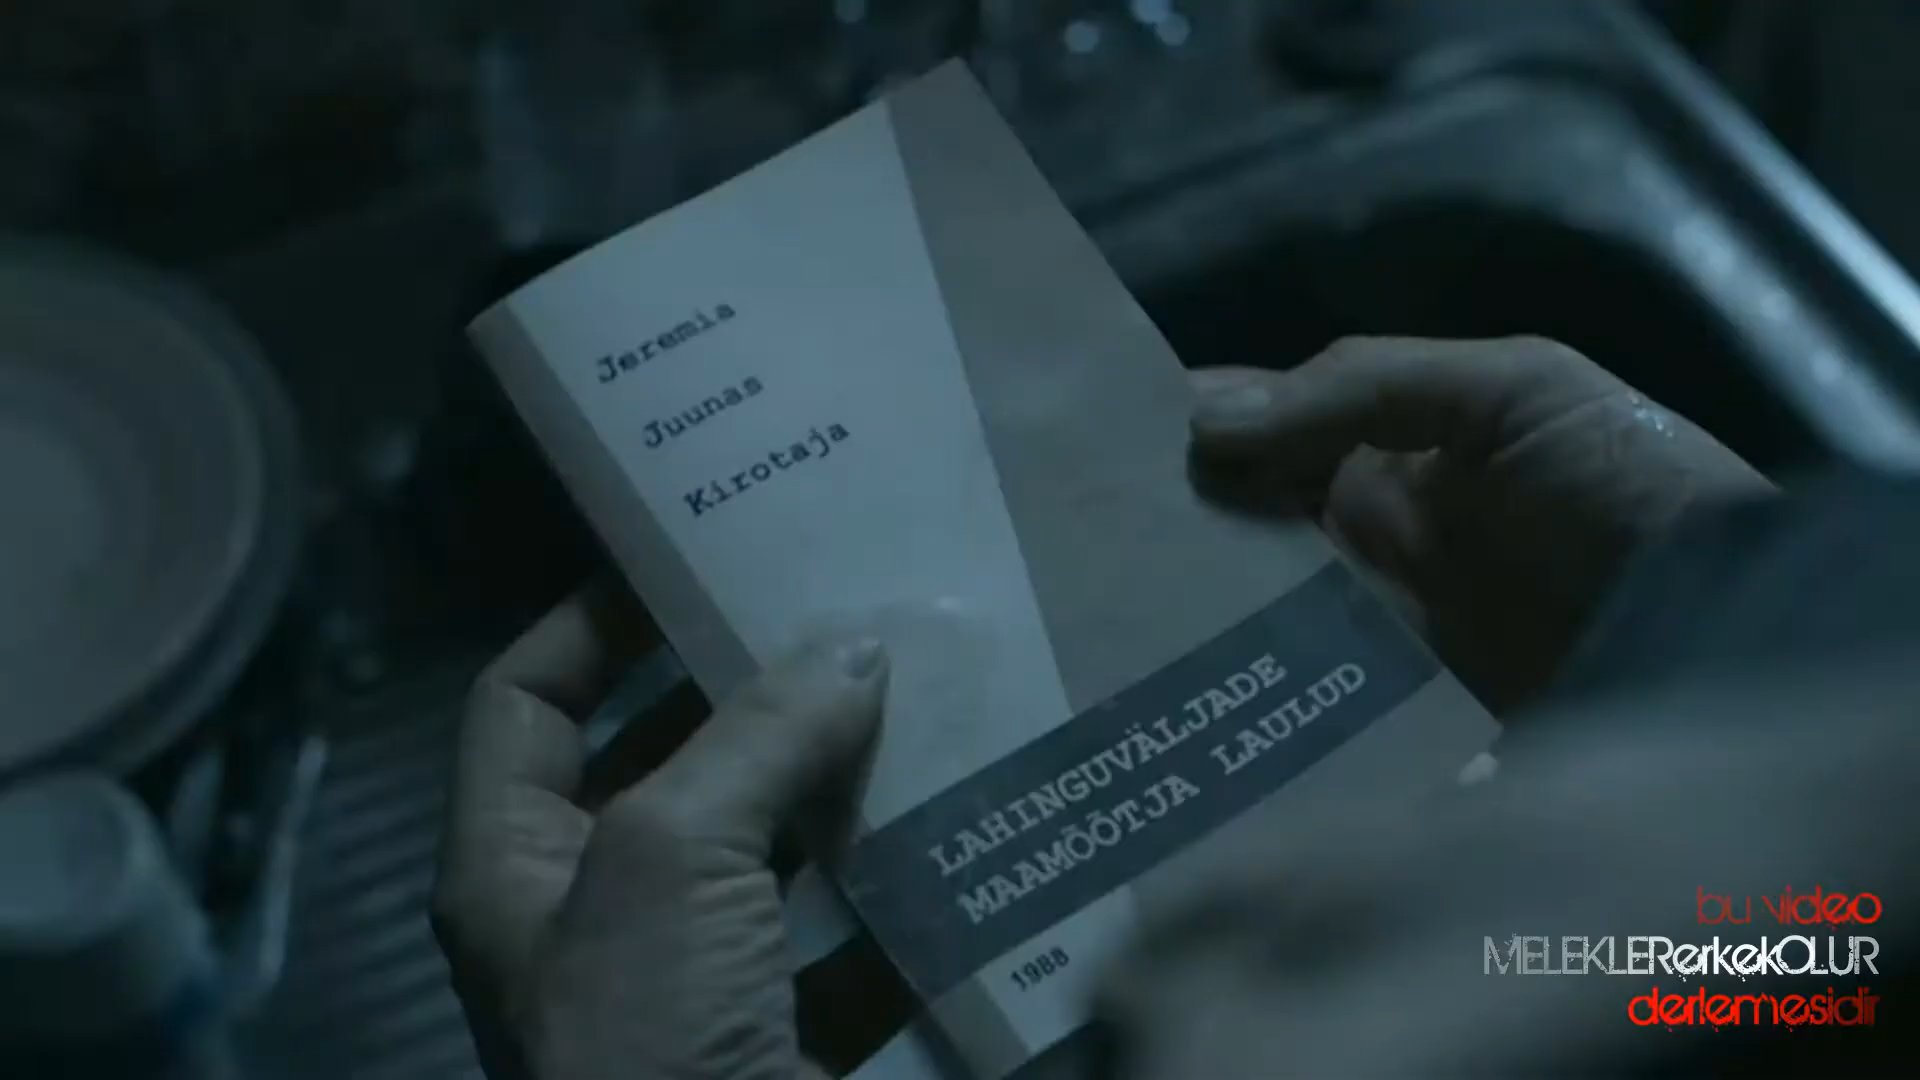 Jeremia
Juunas
Kirotaja
LAHINGUVÄLJADE
MAAMÕÕTJA LAULUD
1988
bu video
MELEKLERerkekOLUR
derlemesidir